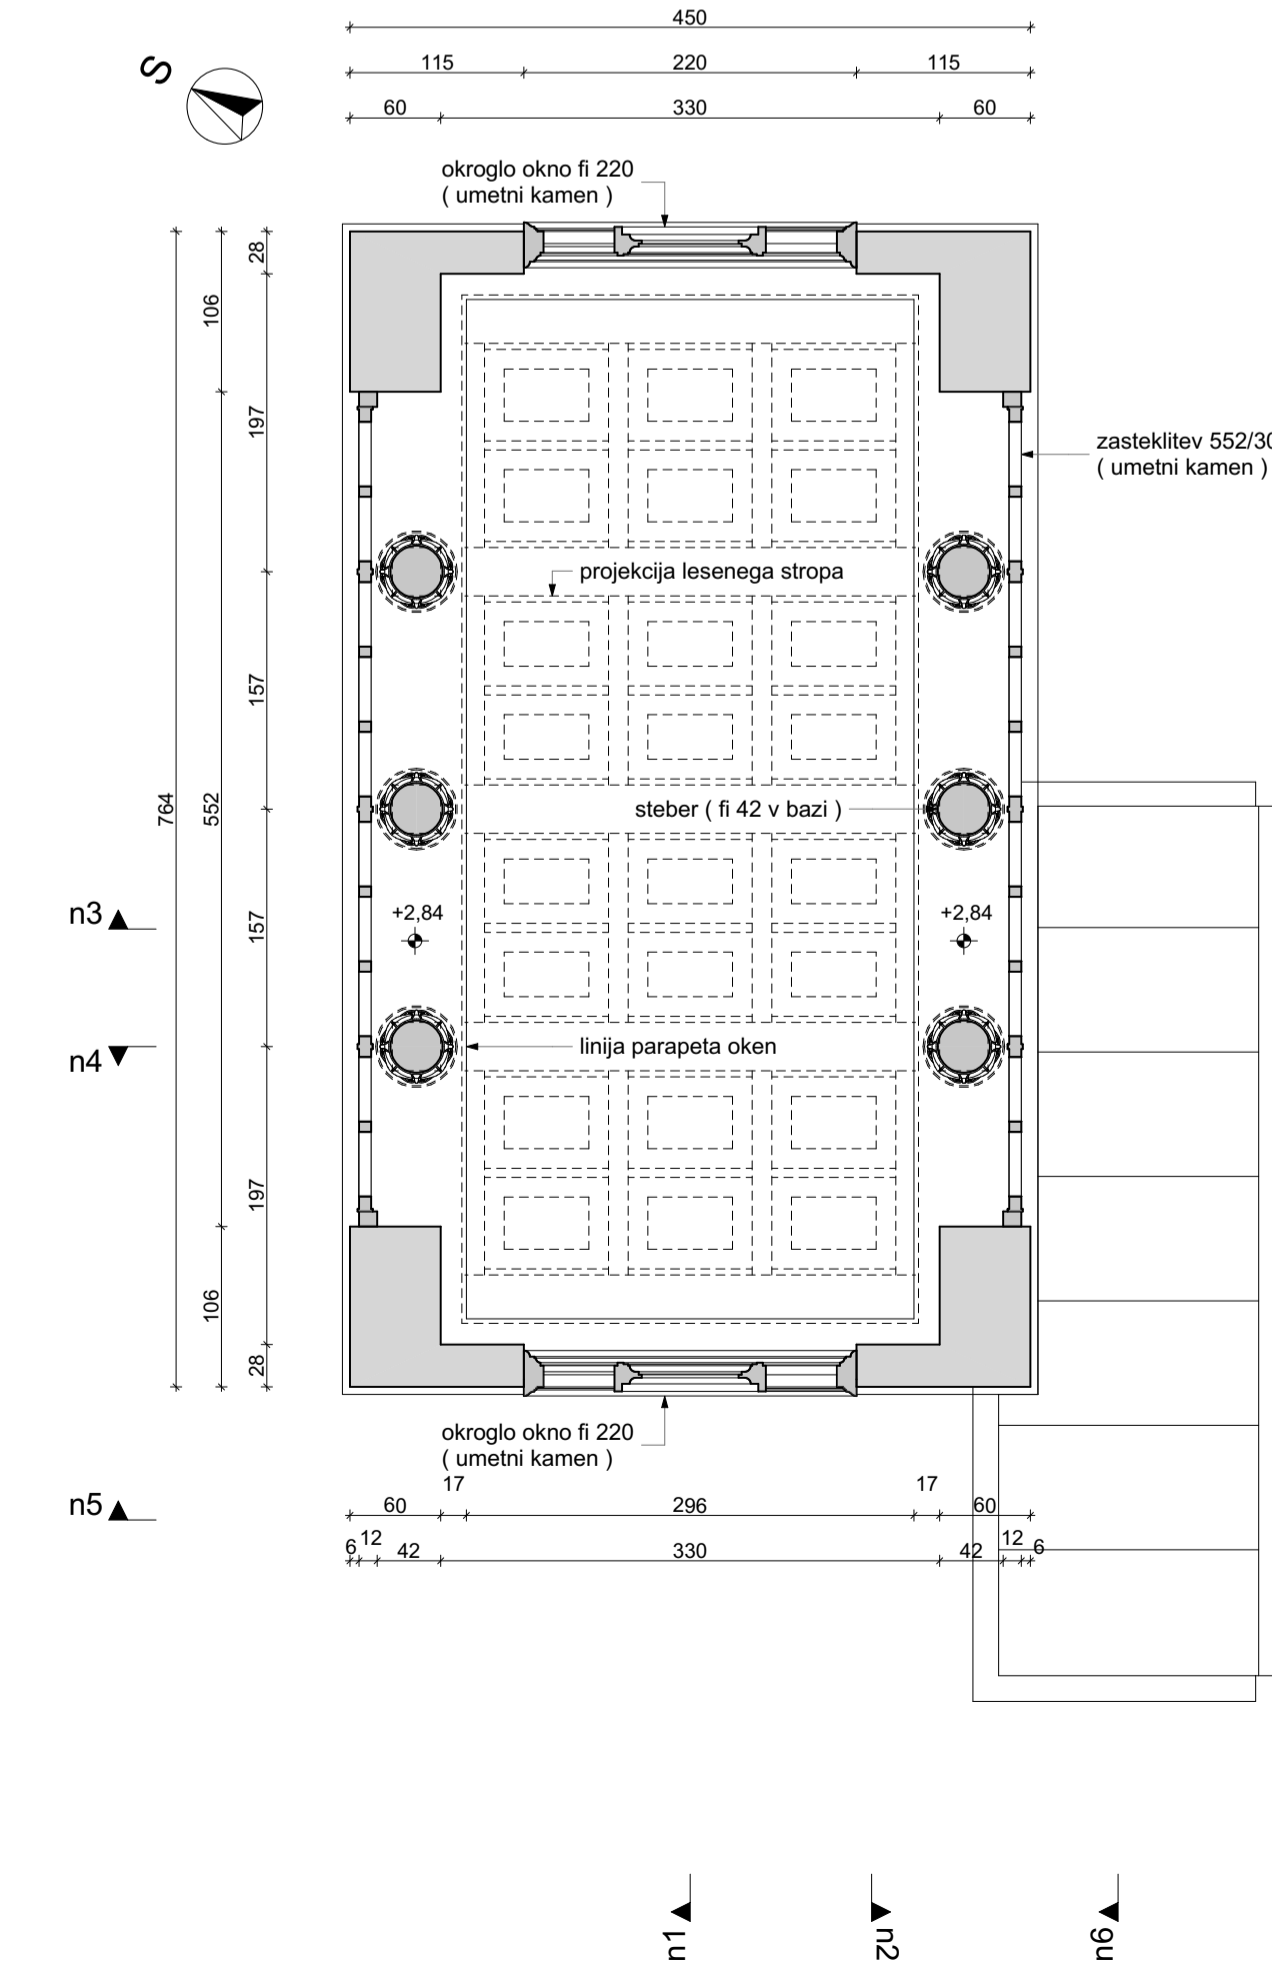 450
115 220 115
60 330 60
S
okroglo okno fi 220
( umetni kamen )
28
106
197
zasteklitev 552/30
( umetni kamen )
projekcija lesenega stropa
157
764
552
steber ( fi 42 v bazi )
n3
157
+2,84 +2,84
n4
linija parapeta oken
197
106
28
okroglo okno fi 220
( umetni kamen )
17 17
n5
60 296 60
6 12 42 330 42 12 6
n1 n2 n6